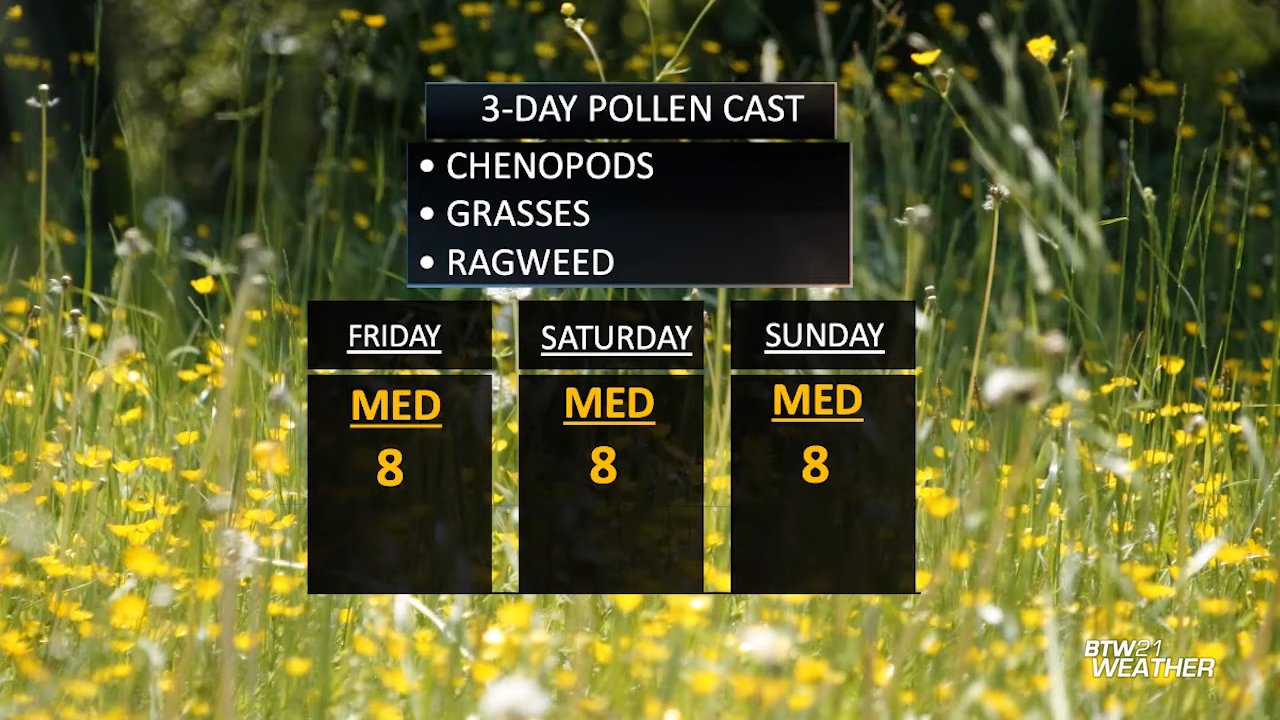 3-DAY POLLEN CAST
• CHENOPODS
• GRASSES
• RAGWEED
FRIDAY SATURDAY SUNDAY
MED MED MED
8 8 8
BTW21
WEATHER